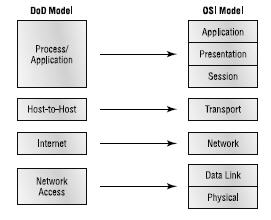 DoD Model
OSI Model
Process/
Application
Application
Presentation
Session
Host-to-Host
Transport
Internet
Network
Network
Access
Data Link
Physical